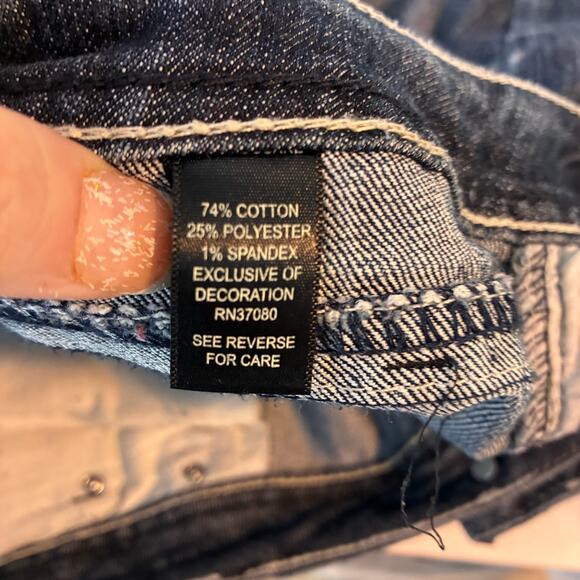 74% COTTON
25% POLYESTER
1% SPANDEX
EXCLUSIVE OF
DECORATION
RN37080
SEE REVERSE
FOR CARE